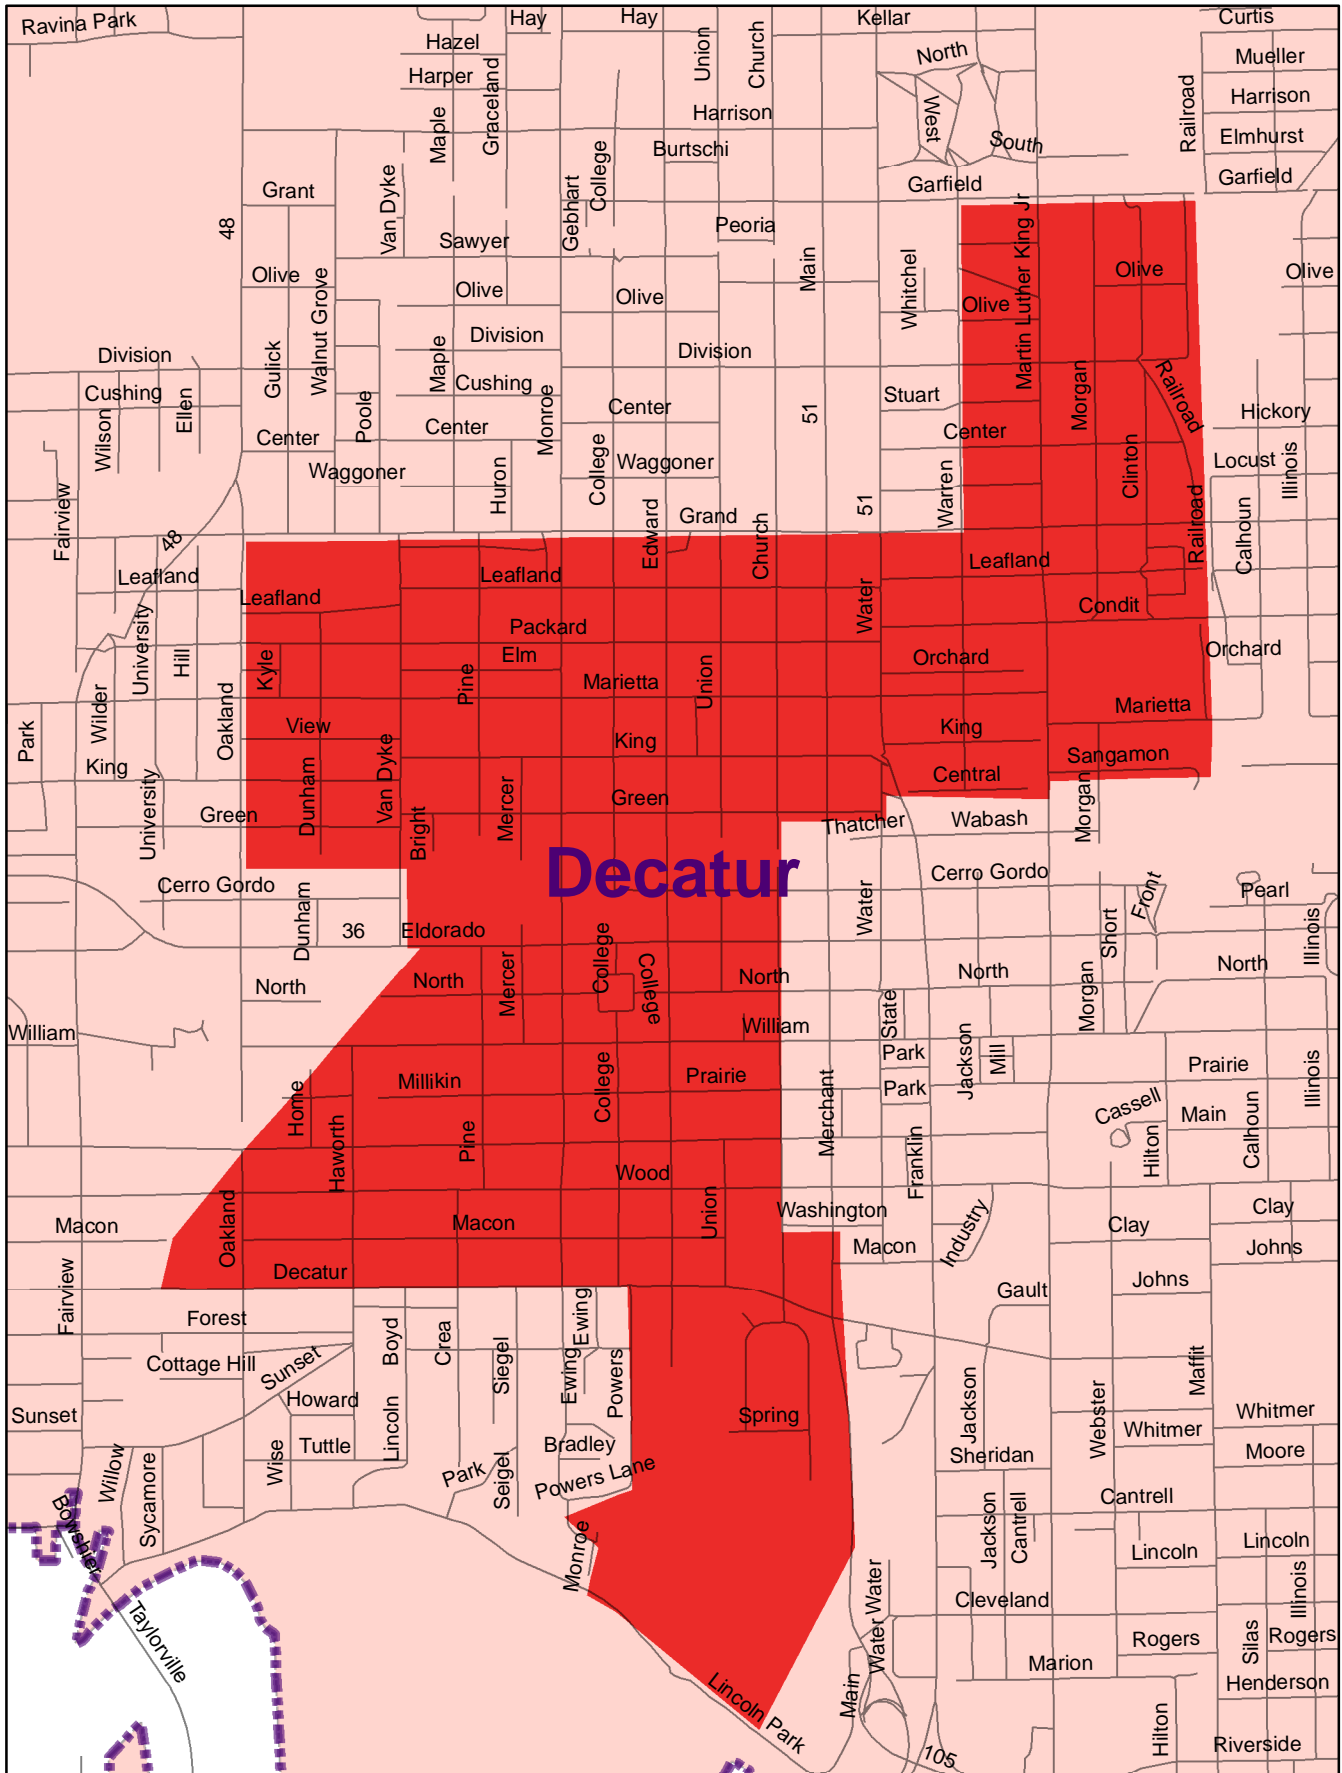 Ravina Park
Hay
Hay
Kellar
Curtis
Hazel
Union
Church
North
Mueller
Harper
Graceland
Railroad
Harrison
Maple
Harrison
West
Elmhurst
Burtschi
South
Garfield
Grant
Van Dyke
Gebhart
College
Garfield
48
Sawyer
Peoria
Martin Luther King Jr
Olive
Walnut Grove
Olive
Olive
Main
Whitchel
Olive
Olive
Olive
Division
Gulick
Maple
Division
Division
Cushing
Ellen
Cushing
Stuart
Morgan
Railroad
Wilson
Poole
Monroe
Center
51
Hickory
Center
Center
Center
Waggoner
Huron
College
Waggoner
Clinton
Locust
Illinois
Fairview
48
Edward
Grand
Church
51
Warren
Railroad
Calhoun
Leafland
Leafland
Leafland
Leafland
University
Packard
Water
Condit
Hill
Kyle
Elm
Pine
Marietta
Union
Orchard
Orchard
Park
Wilder
Oakland
View
King
King
Marietta
King
University
Dunham
Van Dyke
Mercer
Green
Central
Sangamon
Green
Bright
Thatcher
Wabash
Morgan
Decatur
Cerro Gordo
Cerro Gordo
Front
Pearl
Dunham
36
Eldorado
Water
Short
Illinois
North
North
Mercer
College
College
North
North
Morgan
North
William
William
State
Park
Jackson
Mill
Prairie
Illinois
Home
Millikin
College
Prairie
Merchant
Park
Cassell
Main
Calhoun
Haworth
Pine
Franklin
Hilton
Wood
Macon
Oakland
Macon
Union
Washington
Macon
Industry
Clay
Clay
Johns
Fairview
Decatur
Gault
Johns
Forest
Boyd
Crea
Siegel
Ewing
Cottage Hill
Sunset
Ewing
Powers
Maffit
Sunset
Howard
Lincoln
Spring
Jackson
Webster
Whitmer
Whitmer
Willow
Sycamore
Wise
Tuttle
Park
Seigel
Bradley
Powers Lane
Sheridan
Moore
Cantrell
Bowshier
Monroe
Jackson
Cantrell
Lincoln
Lincoln
Water
Water
Cleveland
Illinois
Taylorville
Rogers
Silas
Rogers
Marion
Henderson
Lincoln Park
Main
Hilton
Riverside
105